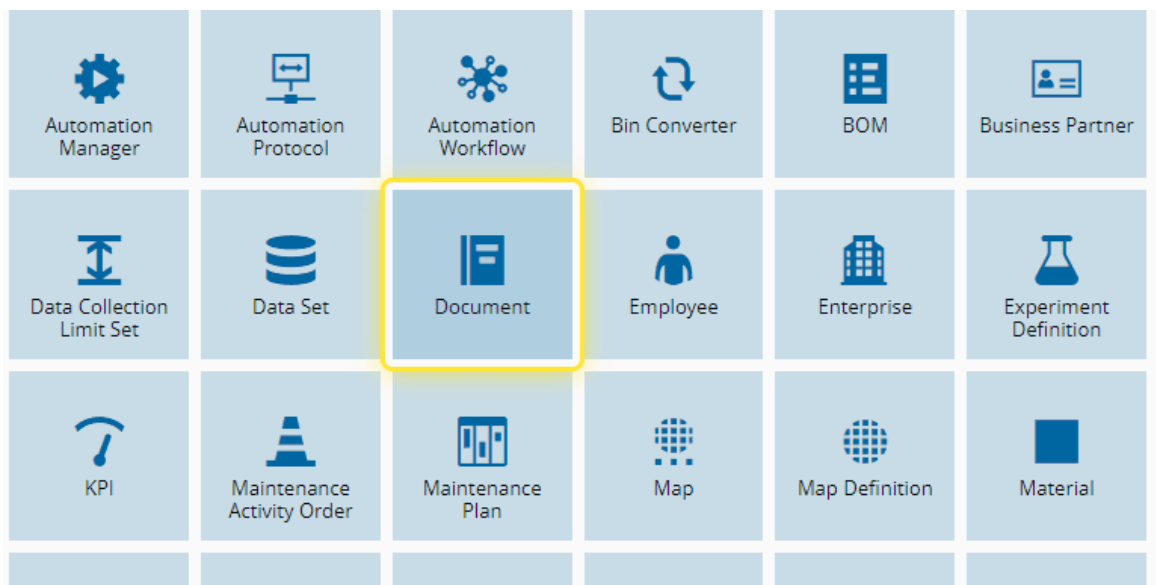 Automation
Manager
Automation
Protocol
Automation
Workflow
Bin Converter
BOM
Business Partner
Data Collection
Limit Set
Data Set
Document
Employee
Enterprise
Experiment
Definition
KPI
Maintenance
Activity Order
Maintenance
Plan
Map
Map Definition
Material